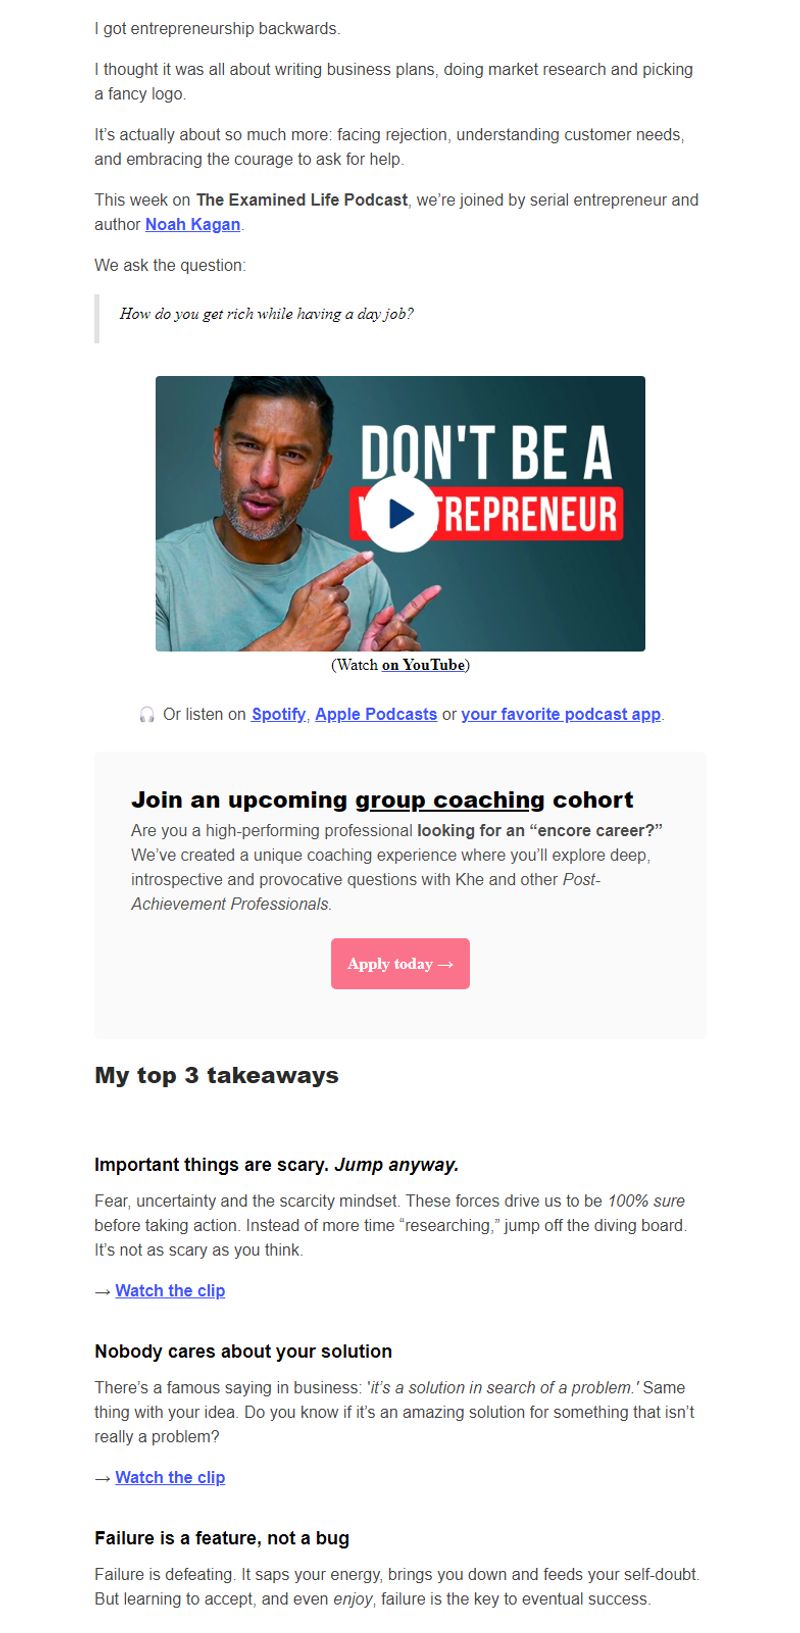 I got entrepreneurship backwards.
I thought it was all about writing business plans, doing market research and picking
a fancy logo.
It’s actually about so much more: facing rejection, understanding customer needs,
and embracing the courage to ask for help.
This week on The Examined Life Podcast, we’re joined by serial entrepreneur and
author Noah Kagan.
We ask the question:
How do you get rich while having a day job?
DON'T BE A
TREPRENEUR
(Watch on YouTube)
🎧 Or listen on Spotify, Apple Podcasts or your favorite podcast app.
Join an upcoming group coaching cohort
Are you a high-performing professional looking for an “encore career?”
We’ve created a unique coaching experience where you’ll explore deep,
introspective and provocative questions with Khe and other Post-
Achievement Professionals.
Apply today →
My top 3 takeaways
Important things are scary. Jump anyway.
Fear, uncertainty and the scarcity mindset. These forces drive us to be 100% sure
before taking action. Instead of more time “researching,” jump off the diving board.
It’s not as scary as you think.
→ Watch the clip
Nobody cares about your solution
There’s a famous saying in business: 'it’s a solution in search of a problem.' Same
thing with your idea. Do you know if it’s an amazing solution for something that isn’t
really a problem?
→ Watch the clip
Failure is a feature, not a bug
Failure is defeating. It saps your energy, brings you down and feeds your self-doubt.
But learning to accept, and even enjoy, failure is the key to eventual success.